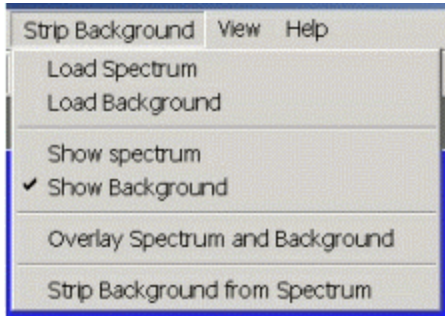 Strip Background View Help
Load Spectrum
Load Background
Show spectrum
Show Background
Overlay Spectrum and Background
Strip Background from Spectrum